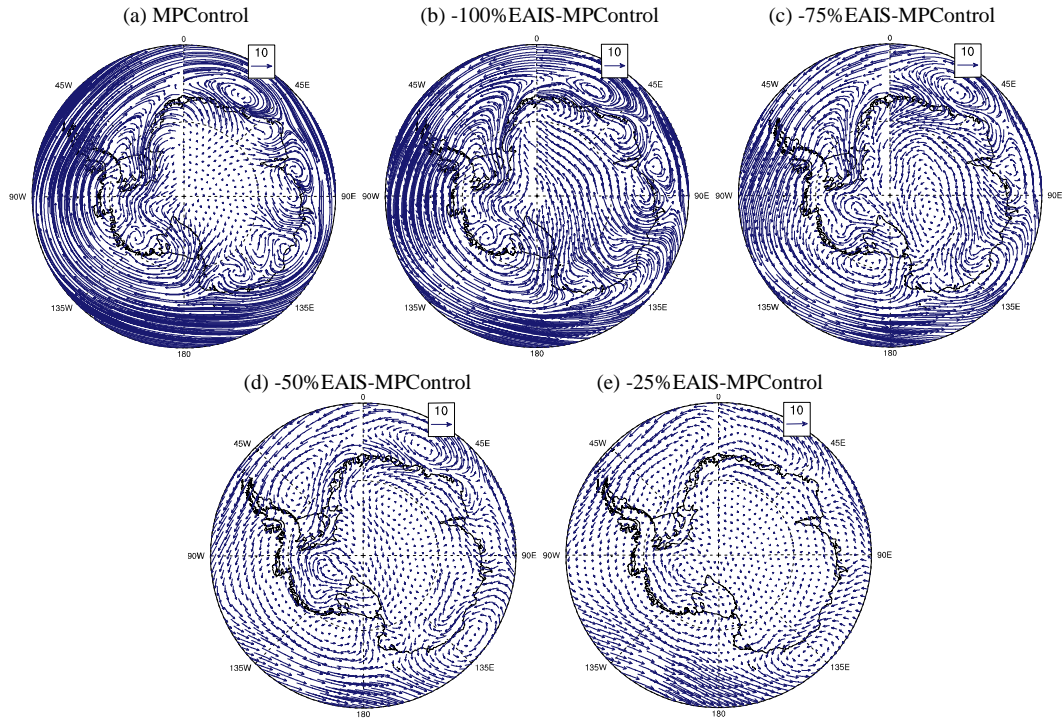 (a) MPControl
0
10
45W
45E
90W
90E
135W
135E
180
(b) -100%EAIS-MPControl
0
10
45W
45E
90W
90E
135W
135E
180
(c) -75%EAIS-MPControl
0
10
45W
45E
90W
90E
135W
135E
180
(d) -50%EAIS-MPControl
0
10
45W
45E
90W
90E
135W
135E
180
(e) -25%EAIS-MPControl
0
10
45W
45E
90W
90E
135W
135E
180